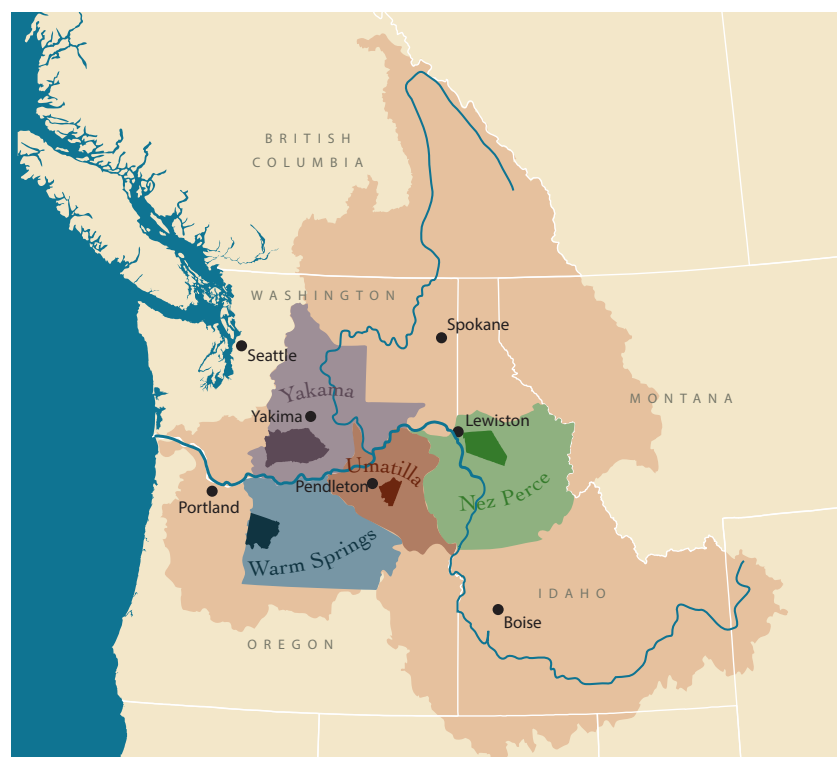 BRITISH
COLUMBIA
WASHINGTON
Spokane
Seattle
MONTANA
Yakama
Yakima
Lewiston
Umatilla
Pendleton
Nez Perce
Portland
Warm Springs
IDAHO
Boise
OREGON